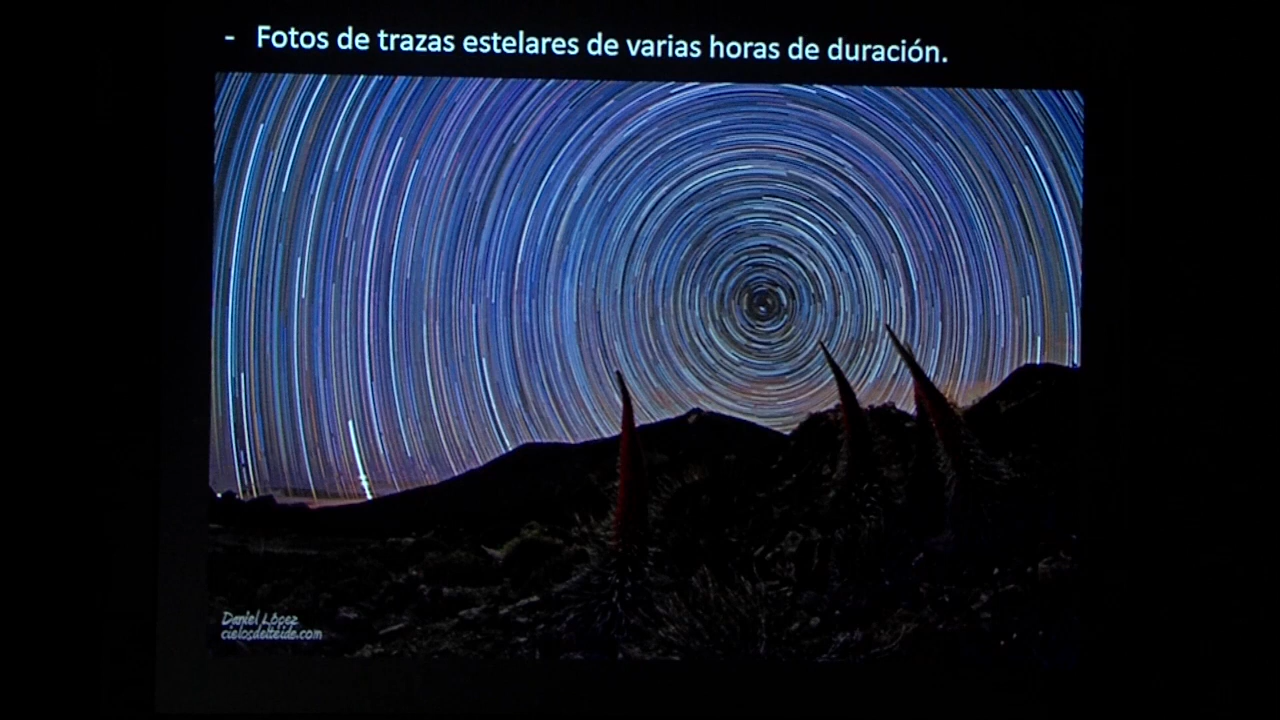 - Fotos de trazas estelares de varias horas de duración.
Daniel López
cielosdelteide.com